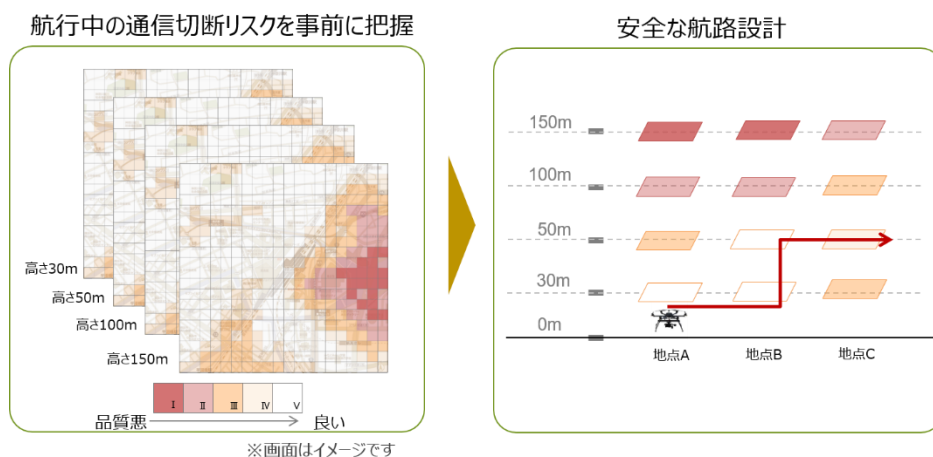 航行中の通信切断リスクを事前に把握
高さ30m
高さ50m
高さ100m
高さ150m
Ⅰ Ⅱ Ⅲ Ⅳ Ⅴ
品質悪 良い
※画面はイメージです
安全な航路設計
150m
100m
50m
30m
0m
地点A 地点B 地点C